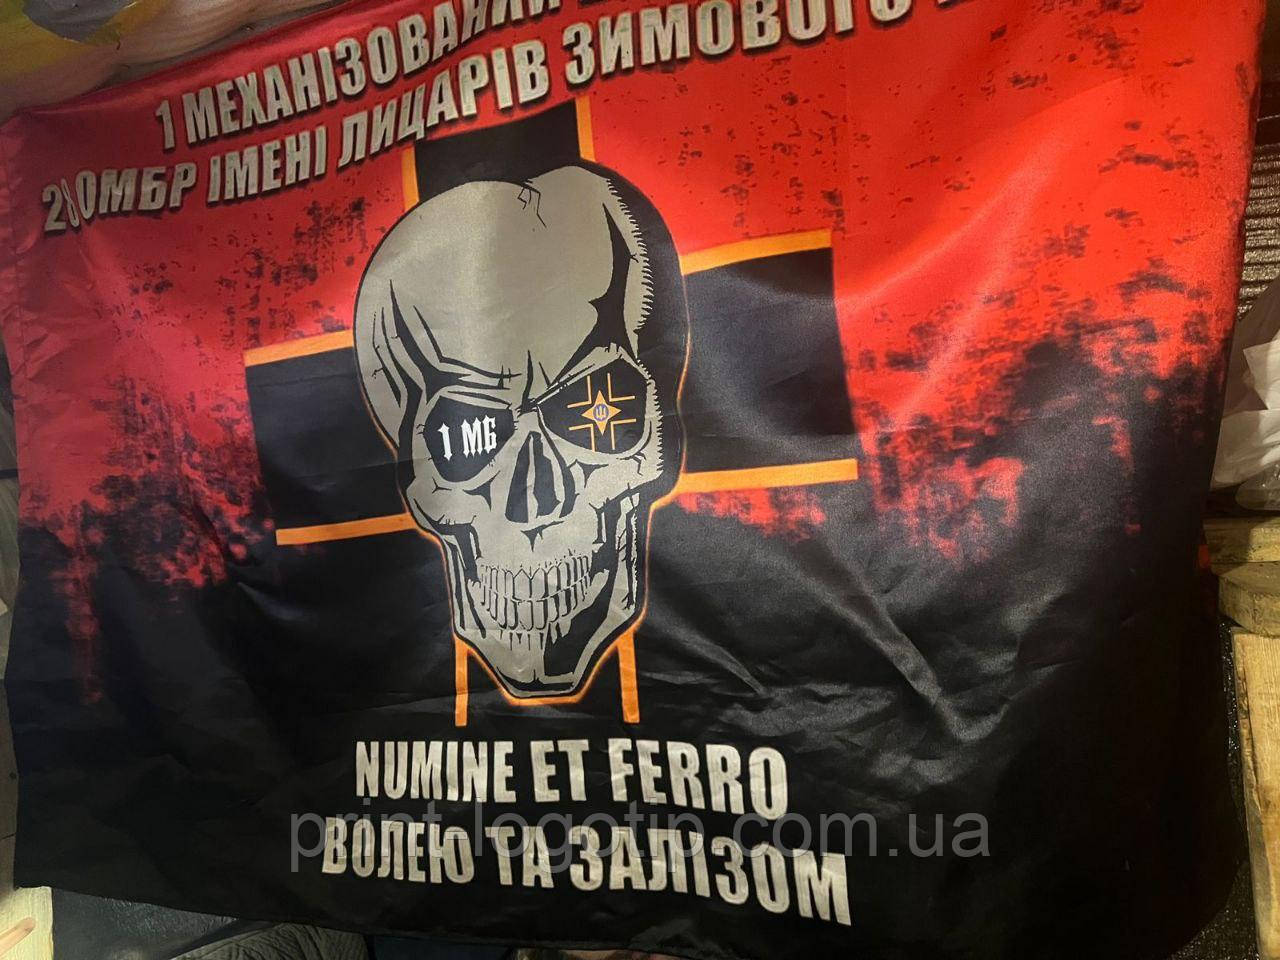 1 МЕХАНІЗОВАНИЙ
28 ОМБР ІМЕНІ ЛИЦАРІВ ЗИМОВОГО
1 МБ
NUMINE ET FERRO
ВОЛЕЮ ТА ЗАЛІЗОМ
print-logotip.com.ua